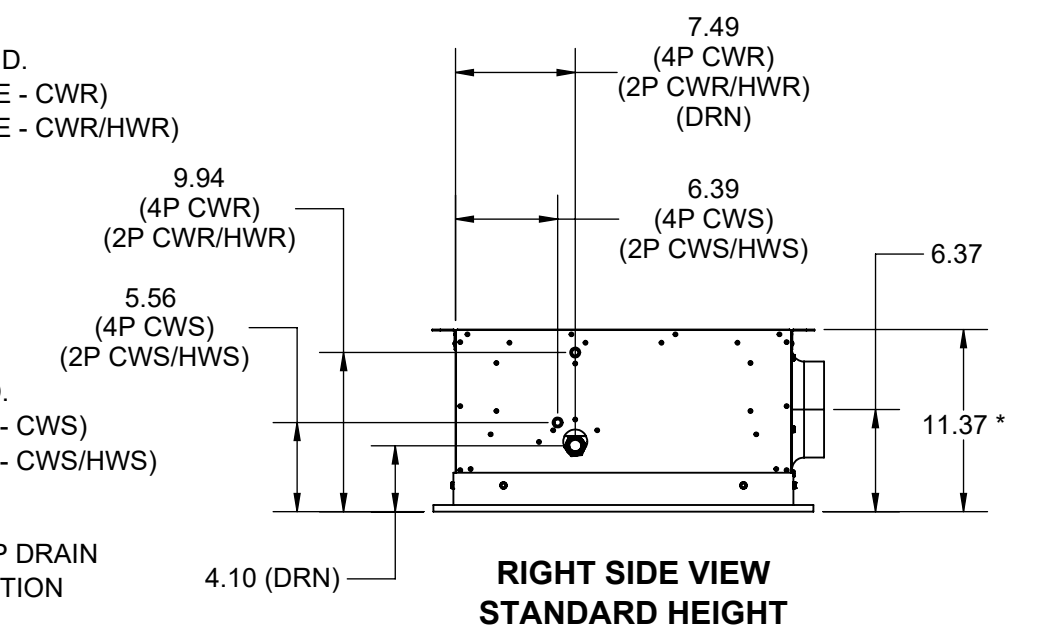 D.
E - CWR)
E - CWR/HWR)
7.49
(4P CWR)
(2P CWR/HWR)
(DRN)
9.94
(4P CWR)
(2P CWR/HWR)
6.39
(4P CWS)
(2P CWS/HWS)
6.37
5.56
(4P CWS)
(2P CWS/HWS)
- CWS)
- CWS/HWS)
11.37 *
P DRAIN
TION
4.10 (DRN)
RIGHT SIDE VIEW
STANDARD HEIGHT